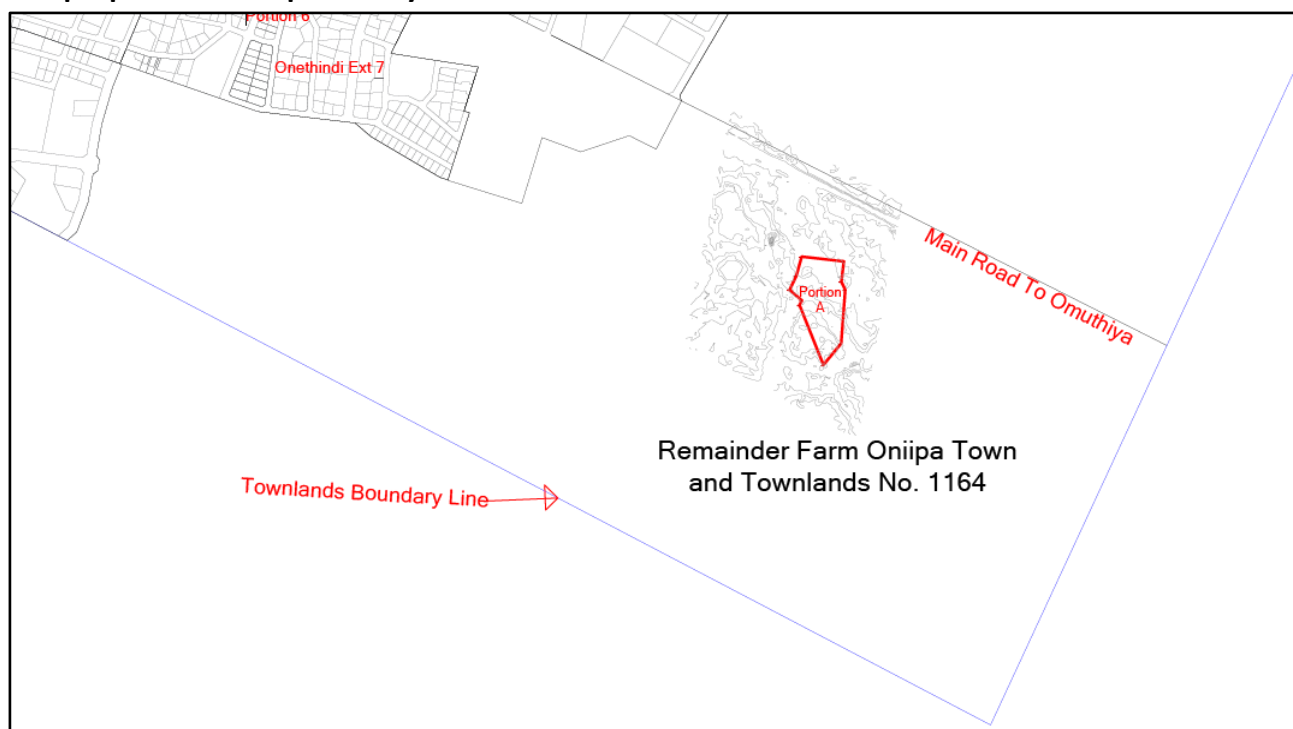 Portion 6
Onethindi Ext 7
Main Road To Omuthiya
Portion
A
Remainder Farm Oniipa Town
and Townlands No. 1164
Townlands Boundary Line